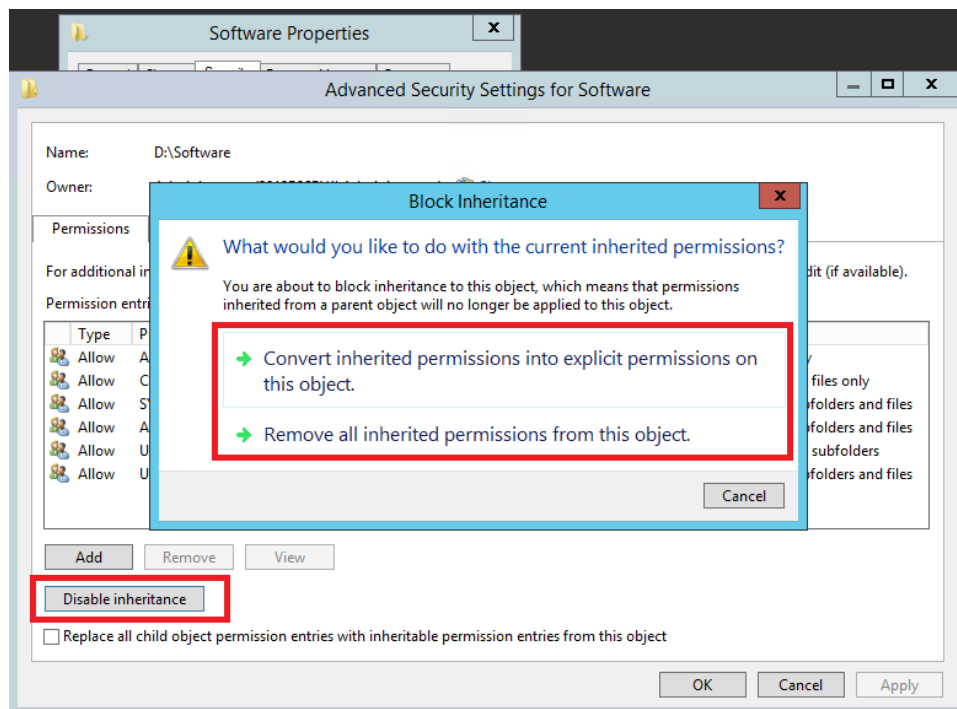 Software Properties
x
Advanced Security Settings for Software
x
Name: D:\Software
Owner:
Block Inheritance
x
Permissions
What would you like to do with the current inherited permissions?
For additional in
dit (if available).
You are about to block inheritance to this object, which means that permissions
inherited from a parent object will no longer be applied to this object.
Permission entri
Type P
Convert inherited permissions into explicit permissions on
this object.
Allow A
y
Allow C
files only
Allow SY
folders and files
Allow A
folders and files
Remove all inherited permissions from this object.
Allow U
subfolders
Allow U
folders and files
Cancel
Add Remove View
Disable inheritance
Replace all child object permission entries with inheritable permission entries from this object
OK Cancel Apply